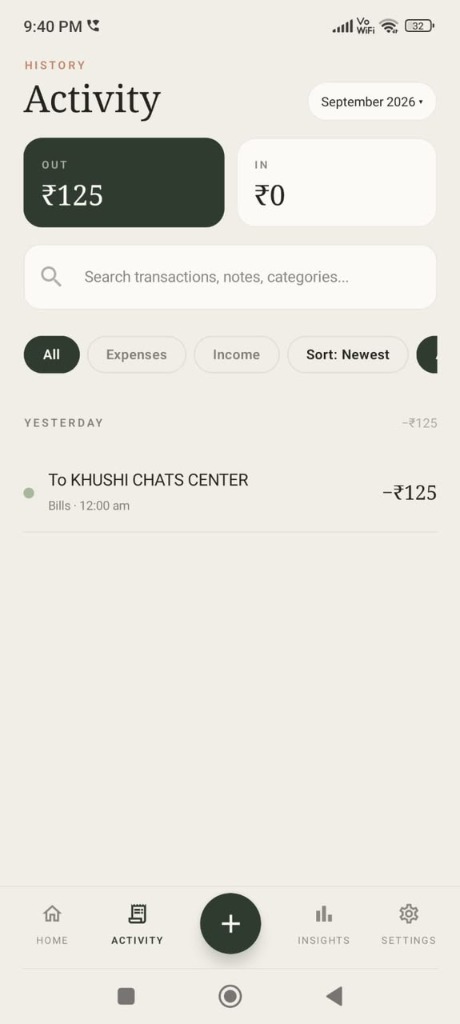 9:40 PM
Vo
WiFi
32
HISTORY
Activity
September 2026
OUT
₹125
IN
₹0
Search transactions, notes, categories...
All
Expenses
Income
Sort: Newest
YESTERDAY
−₹125
To KHUSHI CHATS CENTER
−₹125
Bills · 12:00 am
HOME
ACTIVITY
INSIGHTS
SETTINGS